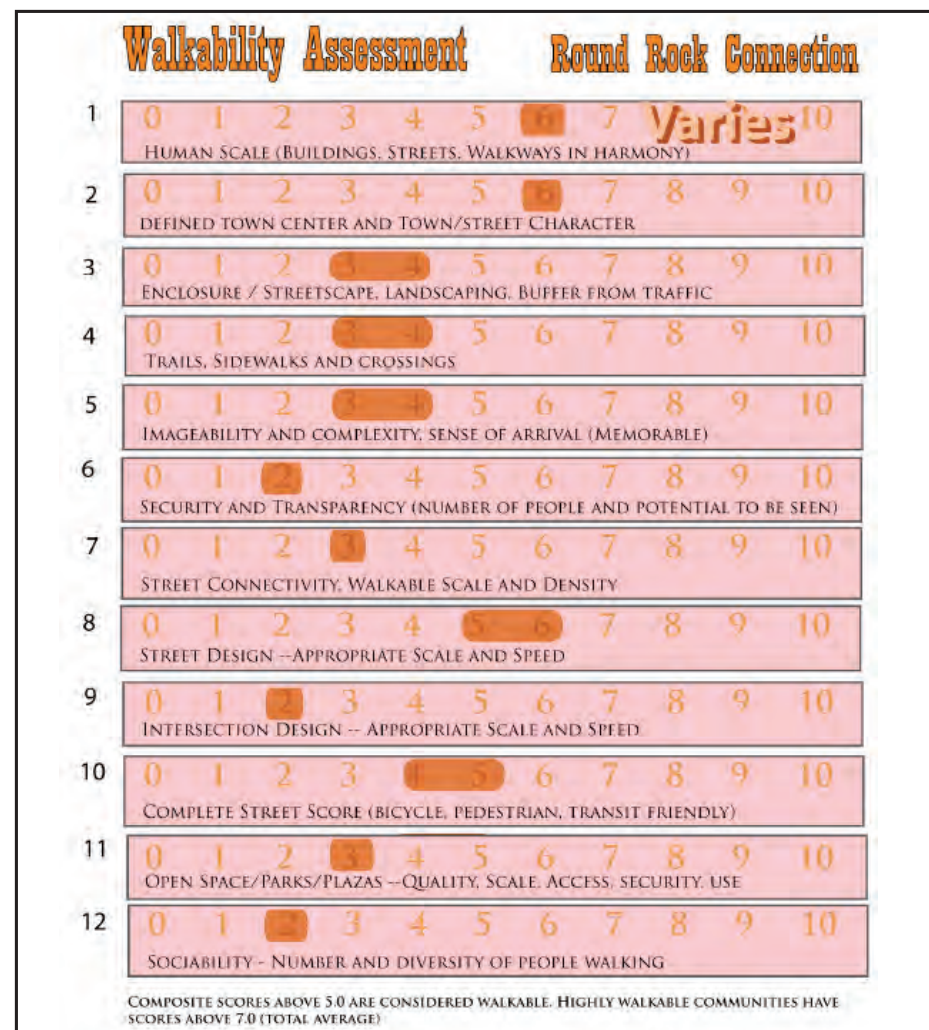 Walkability Assessment Round Rock Connection
1 0 1 2 3 4 5 6 7 Varies 10
HUMAN SCALE (BUILDINGS, STREETS, WALKWAYS IN HARMONY)
2 0 1 2 3 4 5 6 7 8 9 10
DEFINED TOWN CENTER AND TOWN/STREET CHARACTER
3 0 1 2 3 4 5 6 7 8 9 10
ENCLOSURE / STREETSCAPE, LANDSCAPING, BUFFER FROM TRAFFIC
4 0 1 2 3 4 5 6 7 8 9 10
TRAILS, SIDEWALKS AND CROSSINGS
5 0 1 2 3 4 5 6 7 8 9 10
IMAGEABILITY AND COMPLEXITY, SENSE OF ARRIVAL (MEMORABLE)
6 0 1 2 3 4 5 6 7 8 9 10
SECURITY AND TRANSPARENCY (NUMBER OF PEOPLE AND POTENTIAL TO BE SEEN)
7 0 1 2 3 4 5 6 7 8 9 10
STREET CONNECTIVITY, WALKABLE SCALE AND DENSITY
8 0 1 2 3 4 5 6 7 8 9 10
STREET DESIGN --APPROPRIATE SCALE AND SPEED
9 0 1 2 3 4 5 6 7 8 9 10
INTERSECTION DESIGN -- APPROPRIATE SCALE AND SPEED
10 0 1 2 3 4 5 6 7 8 9 10
COMPLETE STREET SCORE (BICYCLE, PEDESTRIAN, TRANSIT FRIENDLY)
11 0 1 2 3 4 5 6 7 8 9 10
OPEN SPACE/PARKS/PLAZAS --QUALITY, SCALE, ACCESS, SECURITY, USE
12 0 1 2 3 4 5 6 7 8 9 10
SOCIABILITY - NUMBER AND DIVERSITY OF PEOPLE WALKING
COMPOSITE SCORES ABOVE 5.0 ARE CONSIDERED WALKABLE. HIGHLY WALKABLE COMMUNITIES HAVE
SCORES ABOVE 7.0 (TOTAL AVERAGE)